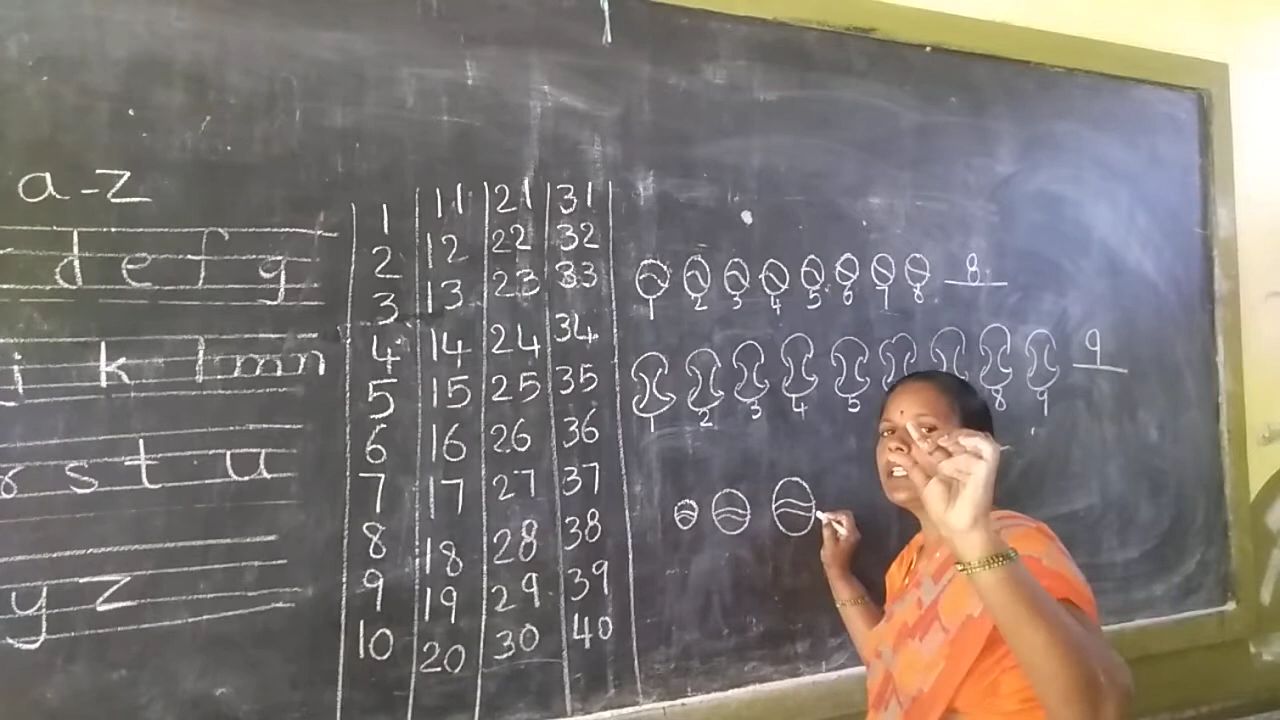 a-z
d e f g
j k l m n
r s t u
y z
1 11 21 31
2 12 22 32
3 13 23 33
4 14 24 34
5 15 25 35
6 16 26 36
7 17 27 37
8 18 28 38
9 19 29 39
10 20 30 40
8
1 2 3 4 5 6 7 8
9
1 2 3 4 5 8 9